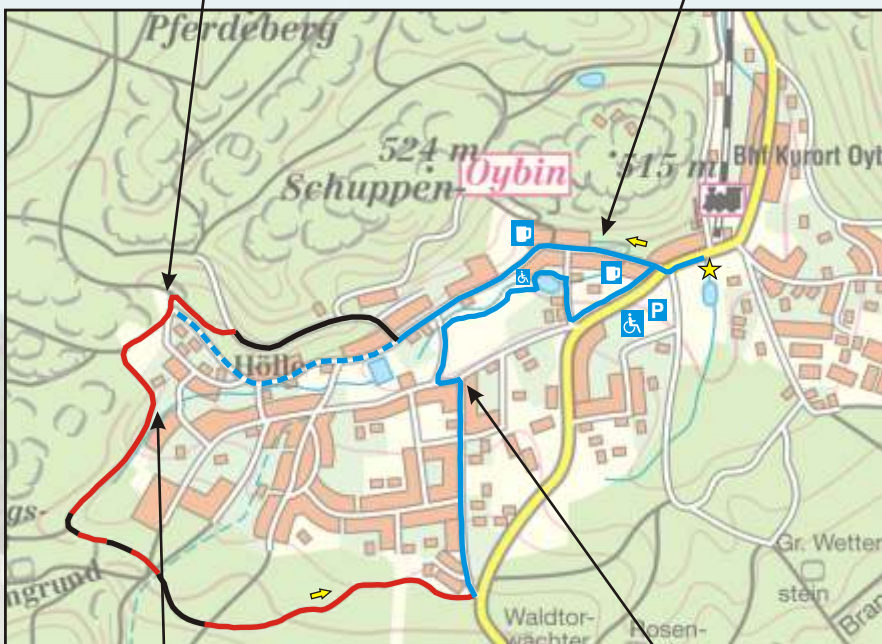 Pferdeberg
524 m
Schuppen-
Oybin
515 m
Bhf Kurort Oyb
Hölle
P
gs-
ngrund
Gr. Wetter
stein
Waldtor-
wächter
Rosen-
Bran